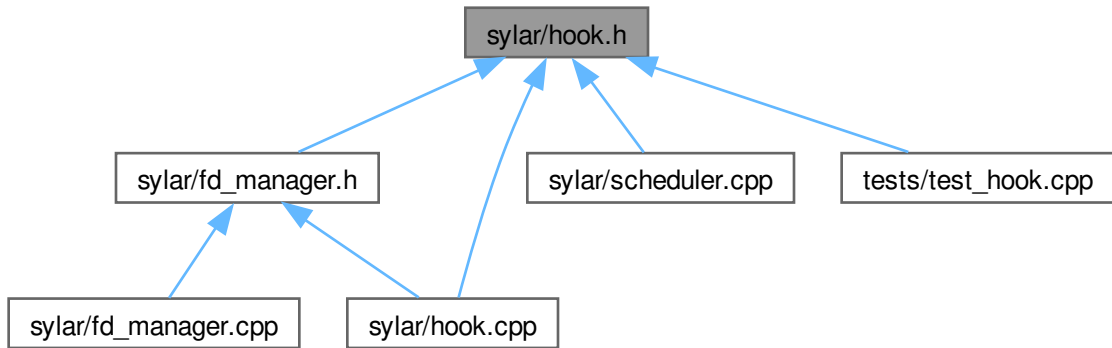 sylar/hook.h
sylar/fd_manager.h
sylar/scheduler.cpp
tests/test_hook.cpp
sylar/fd_manager.cpp
sylar/hook.cpp